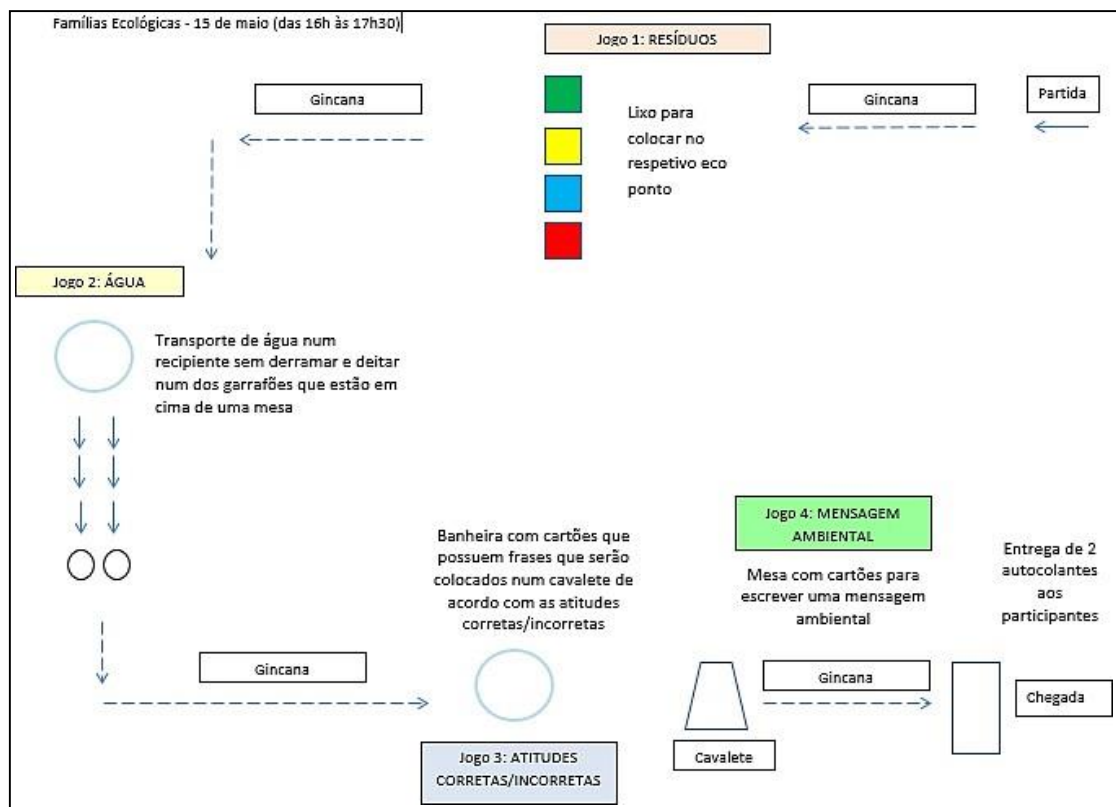 Famílias Ecológicas - 15 de maio (das 16h às 17h30)
Jogo 1: RESÍDUOS
Partida
Gincana
Lixo para
colocar no
respetivo eco
ponto
Gincana
Jogo 2: ÁGUA
Transporte de água num
recipiente sem derramar e deitar
num dos garrafões que estão em
cima de uma mesa
Gincana
Banheira com cartões que
possuem frases que serão
colocados num cavalete de
acordo com as atitudes
corretas/incorretas
Jogo 3: ATITUDES
CORRETAS/INCORRETAS
Cavalete
Jogo 4: MENSAGEM
AMBIENTAL
Mesa com cartões para
escrever uma mensagem
ambiental
Gincana
Entrega de 2
autocolantes
aos
participantes
Chegada